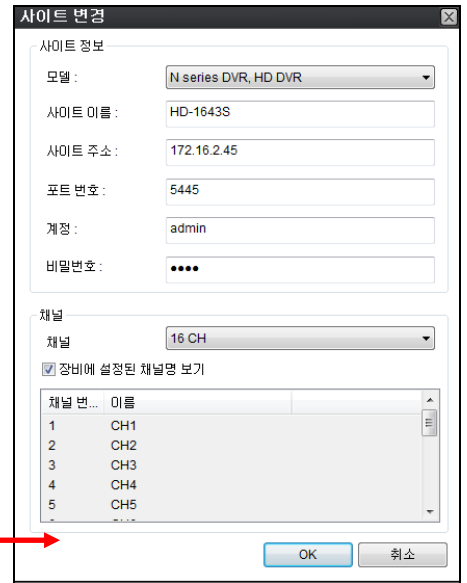 사이트 변경
사이트 정보
모델 : N series DVR, HD DVR
사이트 이름 : HD-1643S
사이트 주소 : 172.16.2.45
포트 번호 : 5445
계정 : admin
비밀번호 : ●●●●
채널
채널 16 CH
장비에 설정된 채널명 보기
채널 번... 이름
1 CH1
2 CH2
3 CH3
4 CH4
5 CH5
OK 취소